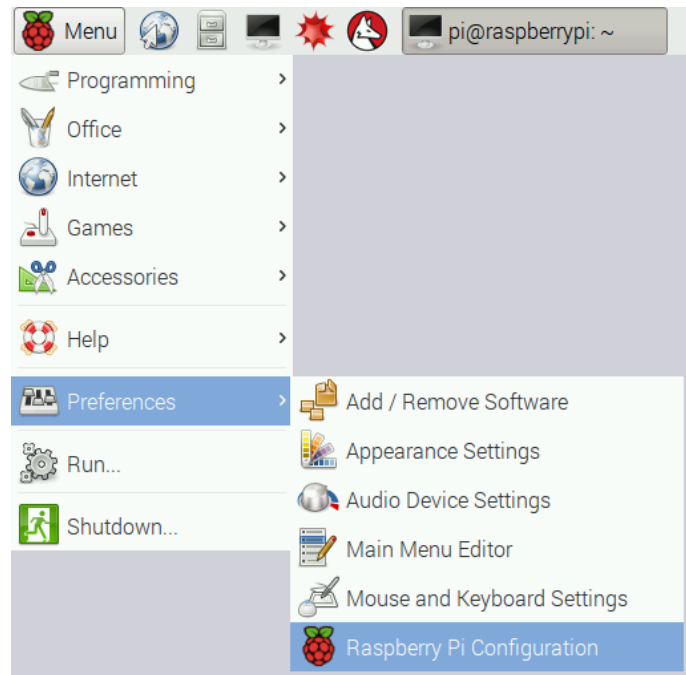 Menu
pi@raspberrypi: ~
Programming
Office
Internet
Games
Accessories
Help
Preferences
Run...
Shutdown...
Add / Remove Software
Appearance Settings
Audio Device Settings
Main Menu Editor
Mouse and Keyboard Settings
Raspberry Pi Configuration